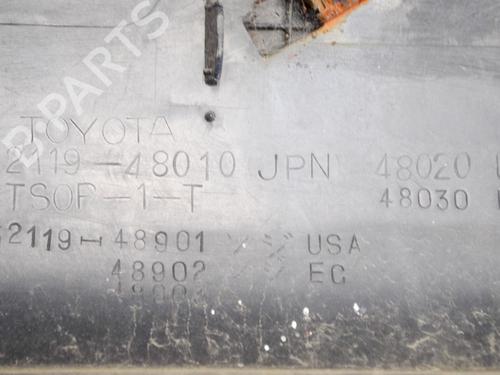 B PARTS
TOYOTA
2119-48010 JPN 48020
TSOP-1-T 48030
2119-48901 USA
48902 EC